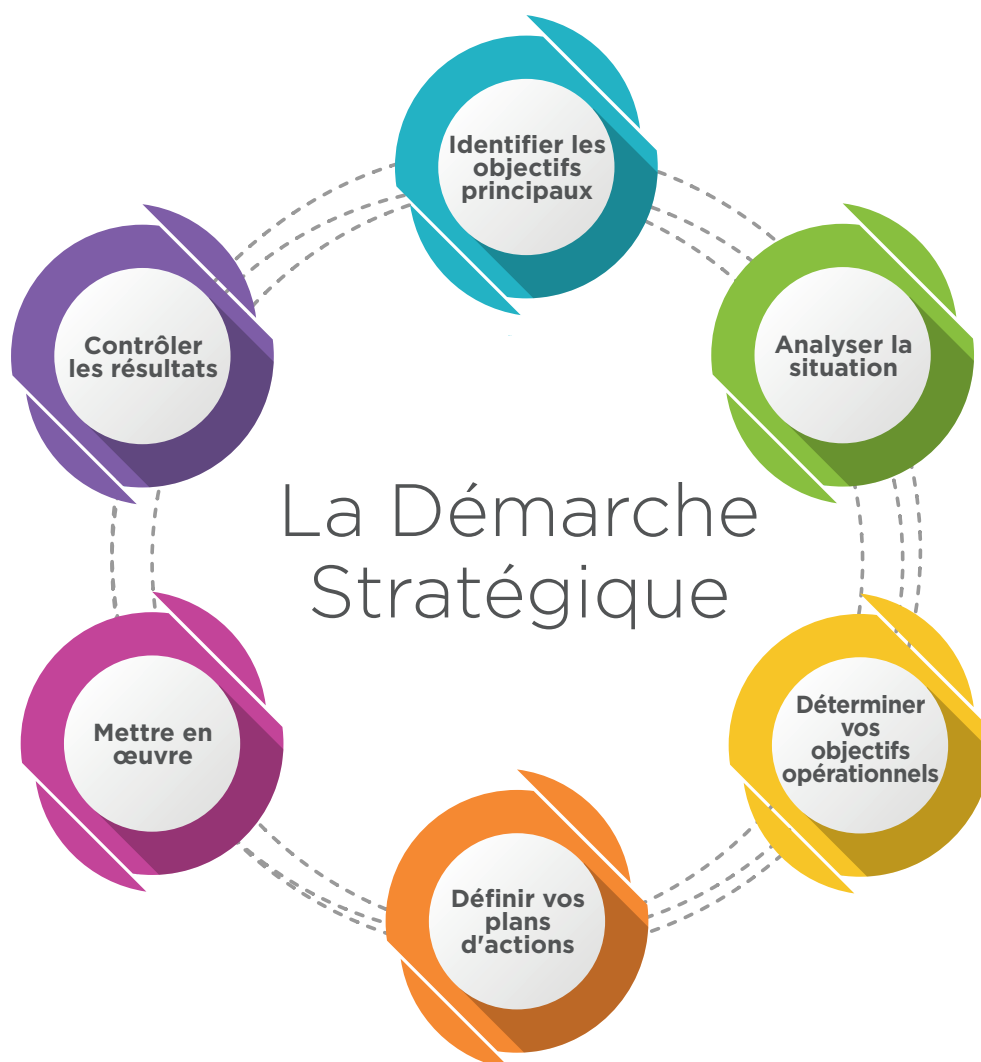 Identifier les
objectifs
principaux
Analyser la
situation
Déterminer
vos
objectifs
opérationnels
Définir vos
plans
d'actions
Mettre en
œuvre
Contrôler
les résultats
La Démarche
Stratégique